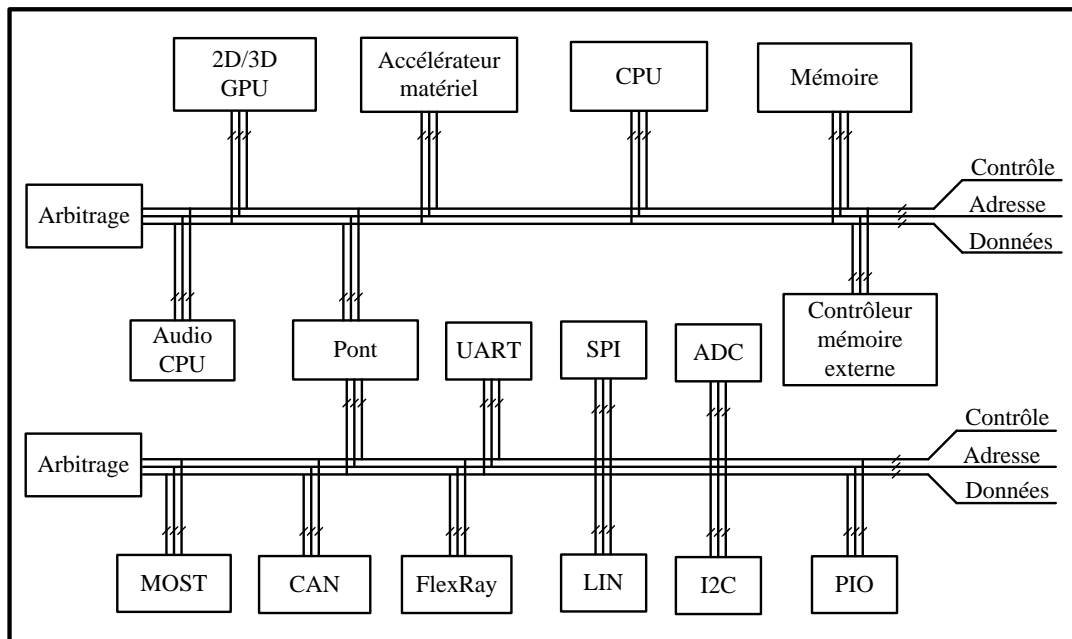 2D/3D
GPU
Accélérateur
matériel
CPU
Mémoire
Arbitrage
Contrôle
Adresse
Données
Audio
CPU
Pont
UART
SPI
ADC
Contrôleur
mémoire
externe
Arbitrage
Contrôle
Adresse
Données
MOST
CAN
FlexRay
LIN
I2C
PIO